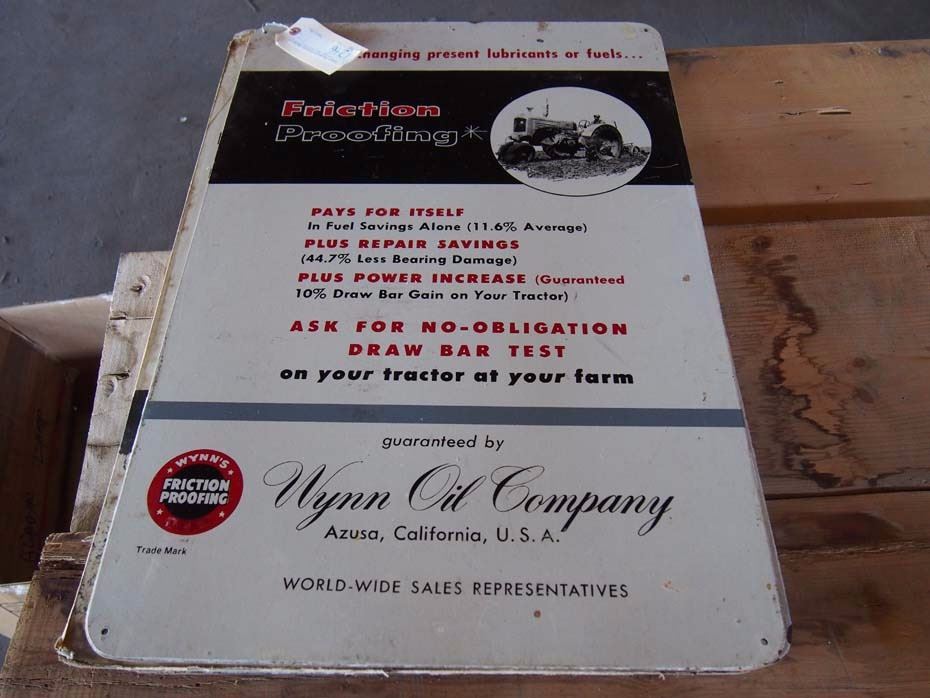 changing present lubricants or fuels...
Friction
Proofing*
PAYS FOR ITSELF
In Fuel Savings Alone (11.6% Average)
PLUS REPAIR SAVINGS
(44.7% Less Bearing Damage)
PLUS POWER INCREASE (Guaranteed
10% Draw Bar Gain on Your Tractor)
ASK FOR NO-OBLIGATION
DRAW BAR TEST
on your tractor at your farm
guaranteed by
Wynn Oil Company
Azusa, California, U.S.A.
WYNN'S
FRICTION
PROOFING
Trade Mark
WORLD-WIDE SALES REPRESENTATIVES